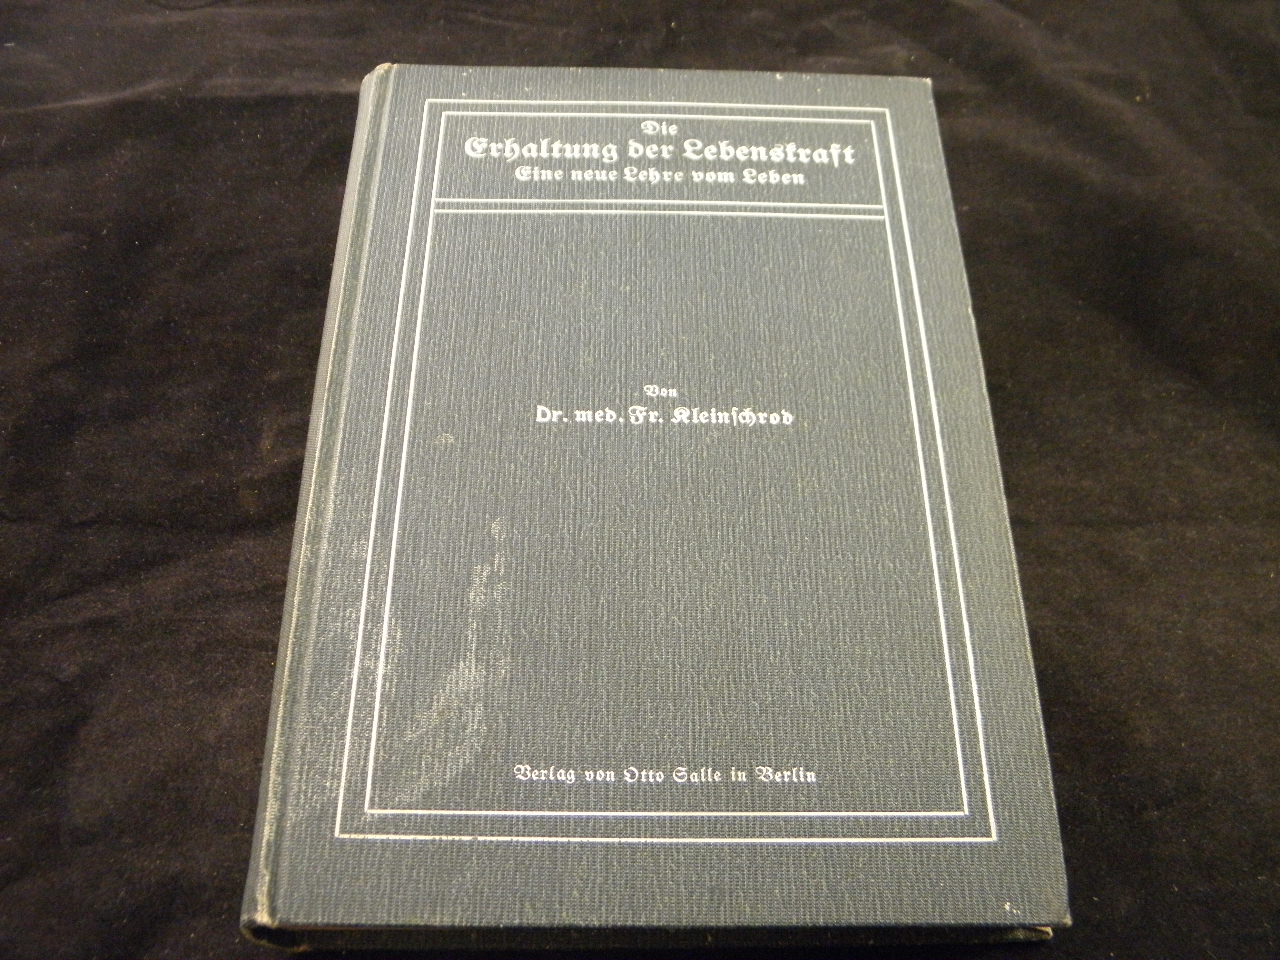 Die
Erhaltung der Lebenskraft
Eine neue Lehre vom Leben
Von
Dr. med. Fr. Kleinſchrod
Verlag von Otto Salle in Berlin